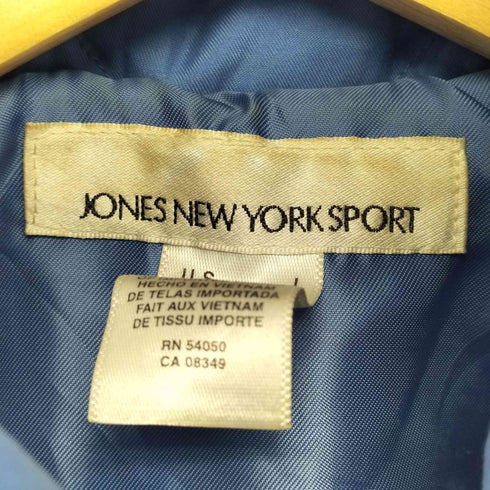 JONES NEW YORK SPORT
U.S.
HECHO EN VIETNAM
DE TELAS IMPORTADA
FAIT AUX VIETNAM
DE TISSU IMPORTE
RN 54050
CA 08349